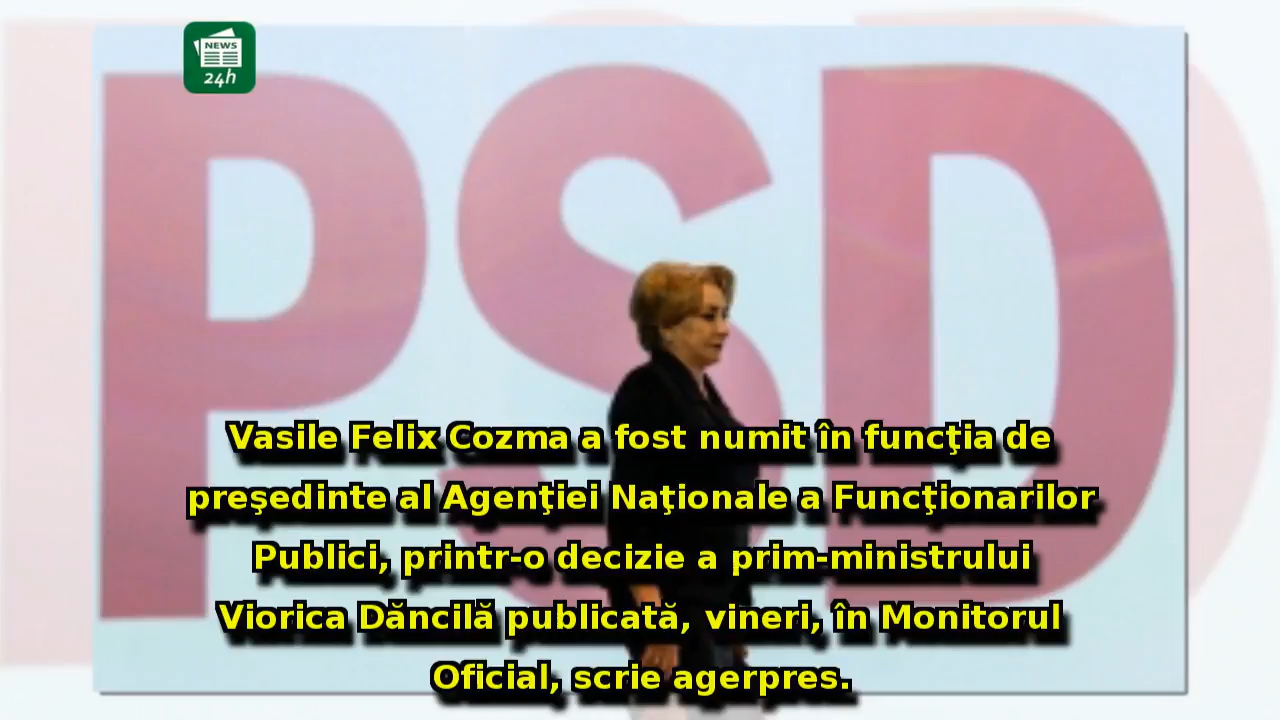 NEWS
24h
PSD
Vasile Felix Cozma a fost numit în funcţia de
preşedinte al Agenţiei Naţionale a Funcţionarilor
Publici, printr-o decizie a prim-ministrului
Viorica Dăncilă publicată, vineri, în Monitorul
Oficial, scrie agerpres.